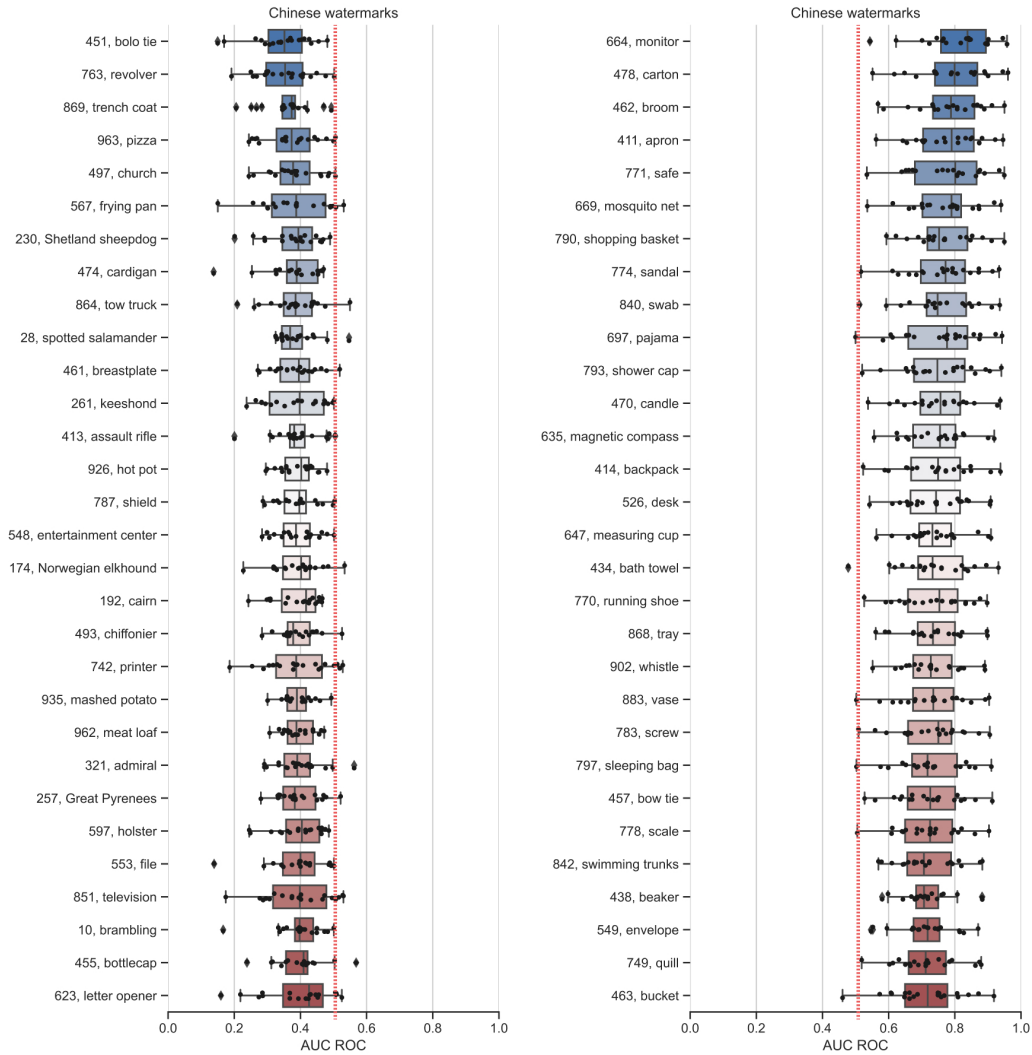 Chinese watermarks
451, bolo tie
763, revolver
869, trench coat
963, pizza
497, church
567, frying pan
230, Shetland sheepdog
474, cardigan
864, tow truck
28, spotted salamander
461, breastplate
261, keeshond
413, assault rifle
926, hot pot
787, shield
548, entertainment center
174, Norwegian elkhound
192, cairn
493, chiffonier
742, printer
935, mashed potato
962, meat loaf
321, admiral
257, Great Pyrenees
597, holster
553, file
851, television
10, brambling
455, bottlecap
623, letter opener
0.0 0.2 0.4 0.6 0.8 1.0
AUC ROC
Chinese watermarks
664, monitor
478, carton
462, broom
411, apron
771, safe
669, mosquito net
790, shopping basket
774, sandal
840, swab
697, pajama
793, shower cap
470, candle
635, magnetic compass
414, backpack
526, desk
647, measuring cup
434, bath towel
770, running shoe
868, tray
902, whistle
883, vase
783, screw
797, sleeping bag
457, bow tie
778, scale
842, swimming trunks
438, beaker
549, envelope
749, quill
463, bucket
0.0 0.2 0.4 0.6 0.8 1.0
AUC ROC